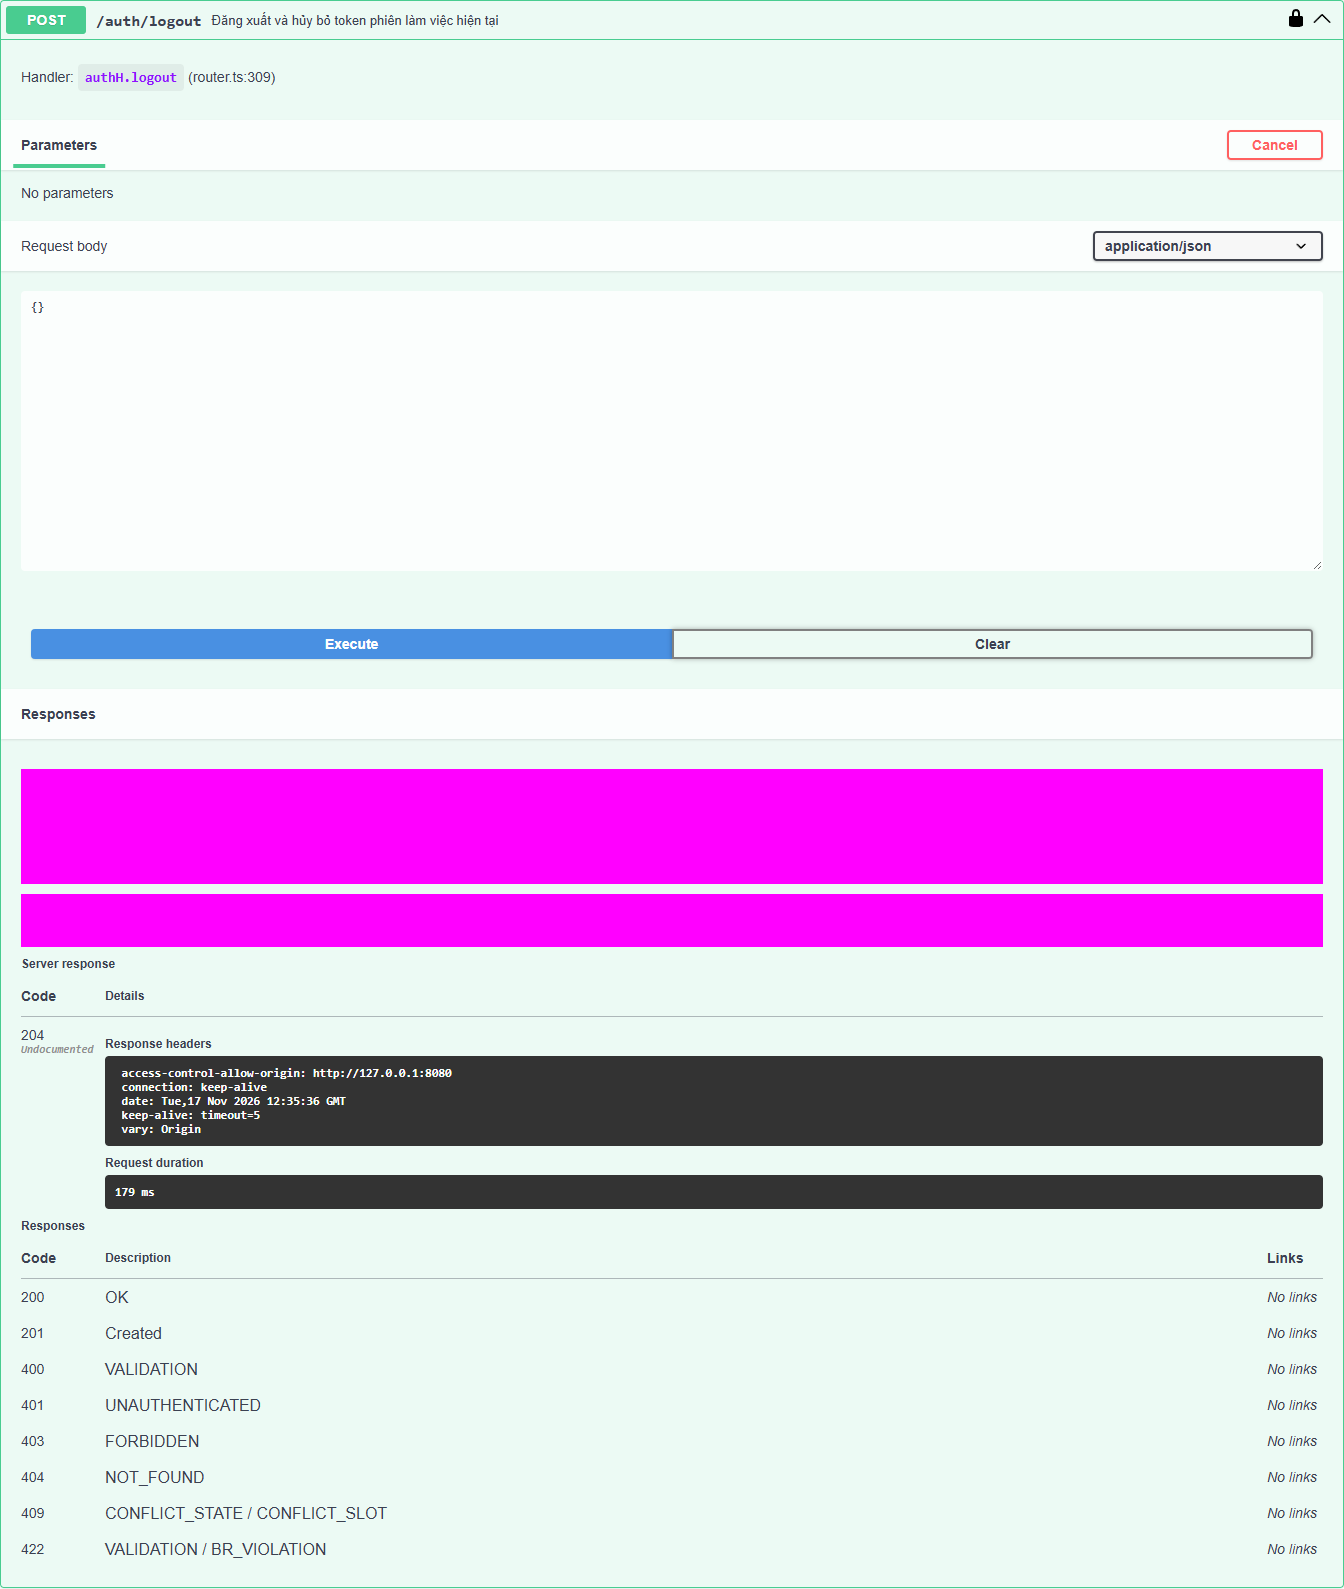 POST /auth/logout Đăng xuất và hủy bỏ token phiên làm việc hiện tại
Handler: authH.logout (router.ts:309)
Parameters
Cancel
No parameters
Request body
application/json
{}
Execute
Clear
Responses
Server response
Code Details
204
Undocumented
Response headers
access-control-allow-origin: http://127.0.0.1:8080
connection: keep-alive
date: Tue,17 Nov 2026 12:35:36 GMT
keep-alive: timeout=5
vary: Origin
Request duration
179 ms
Responses
Code Description Links
200 OK No links
201 Created No links
400 VALIDATION No links
401 UNAUTHENTICATED No links
403 FORBIDDEN No links
404 NOT_FOUND No links
409 CONFLICT_STATE / CONFLICT_SLOT No links
422 VALIDATION / BR_VIOLATION No links